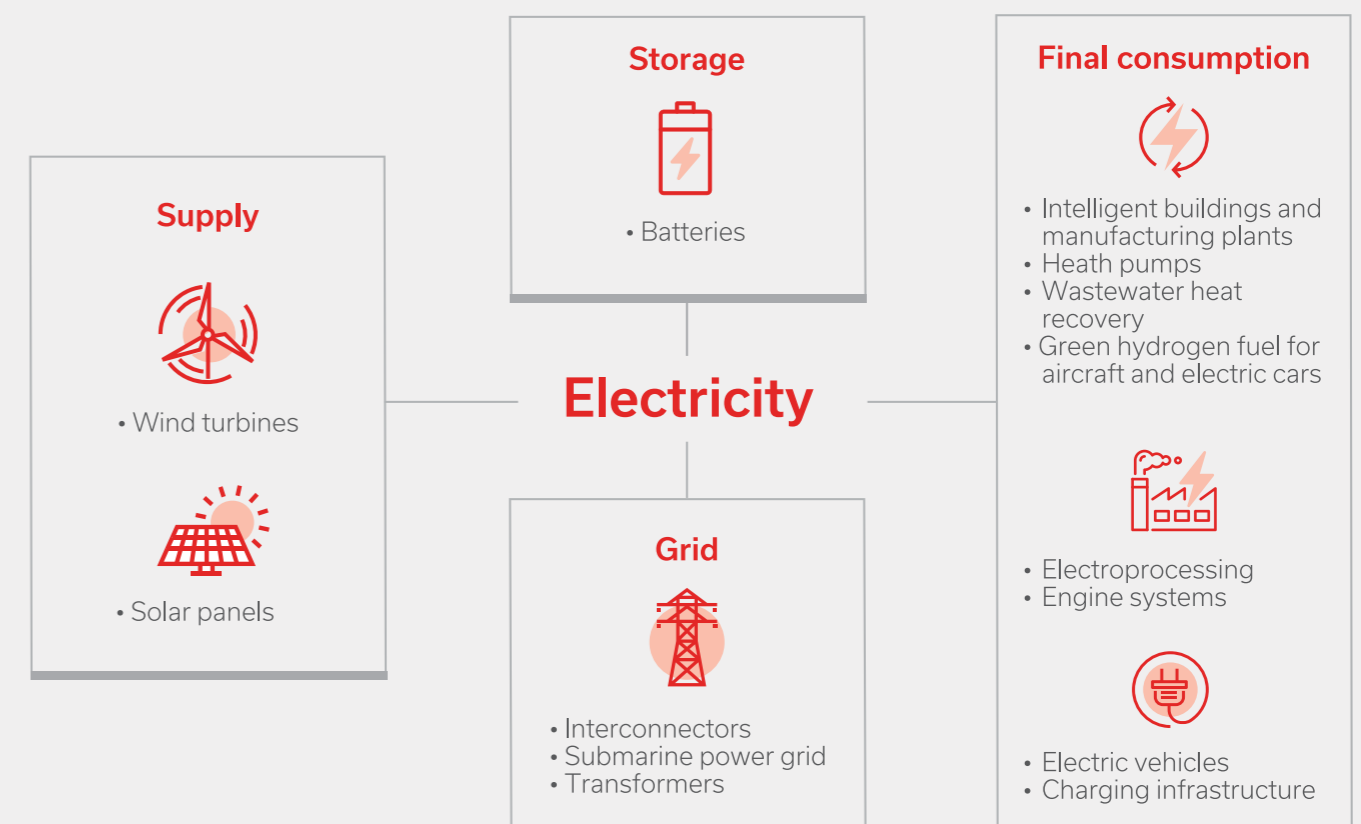 Supply
• Wind turbines
• Solar panels
Storage
• Batteries
Electricity
Grid
• Interconnectors
• Submarine power grid
• Transformers
Final consumption
• Intelligent buildings and
manufacturing plants
• Heath pumps
• Wastewater heat
recovery
• Green hydrogen fuel for
aircraft and electric cars
• Electroprocessing
• Engine systems
• Electric vehicles
• Charging infrastructure